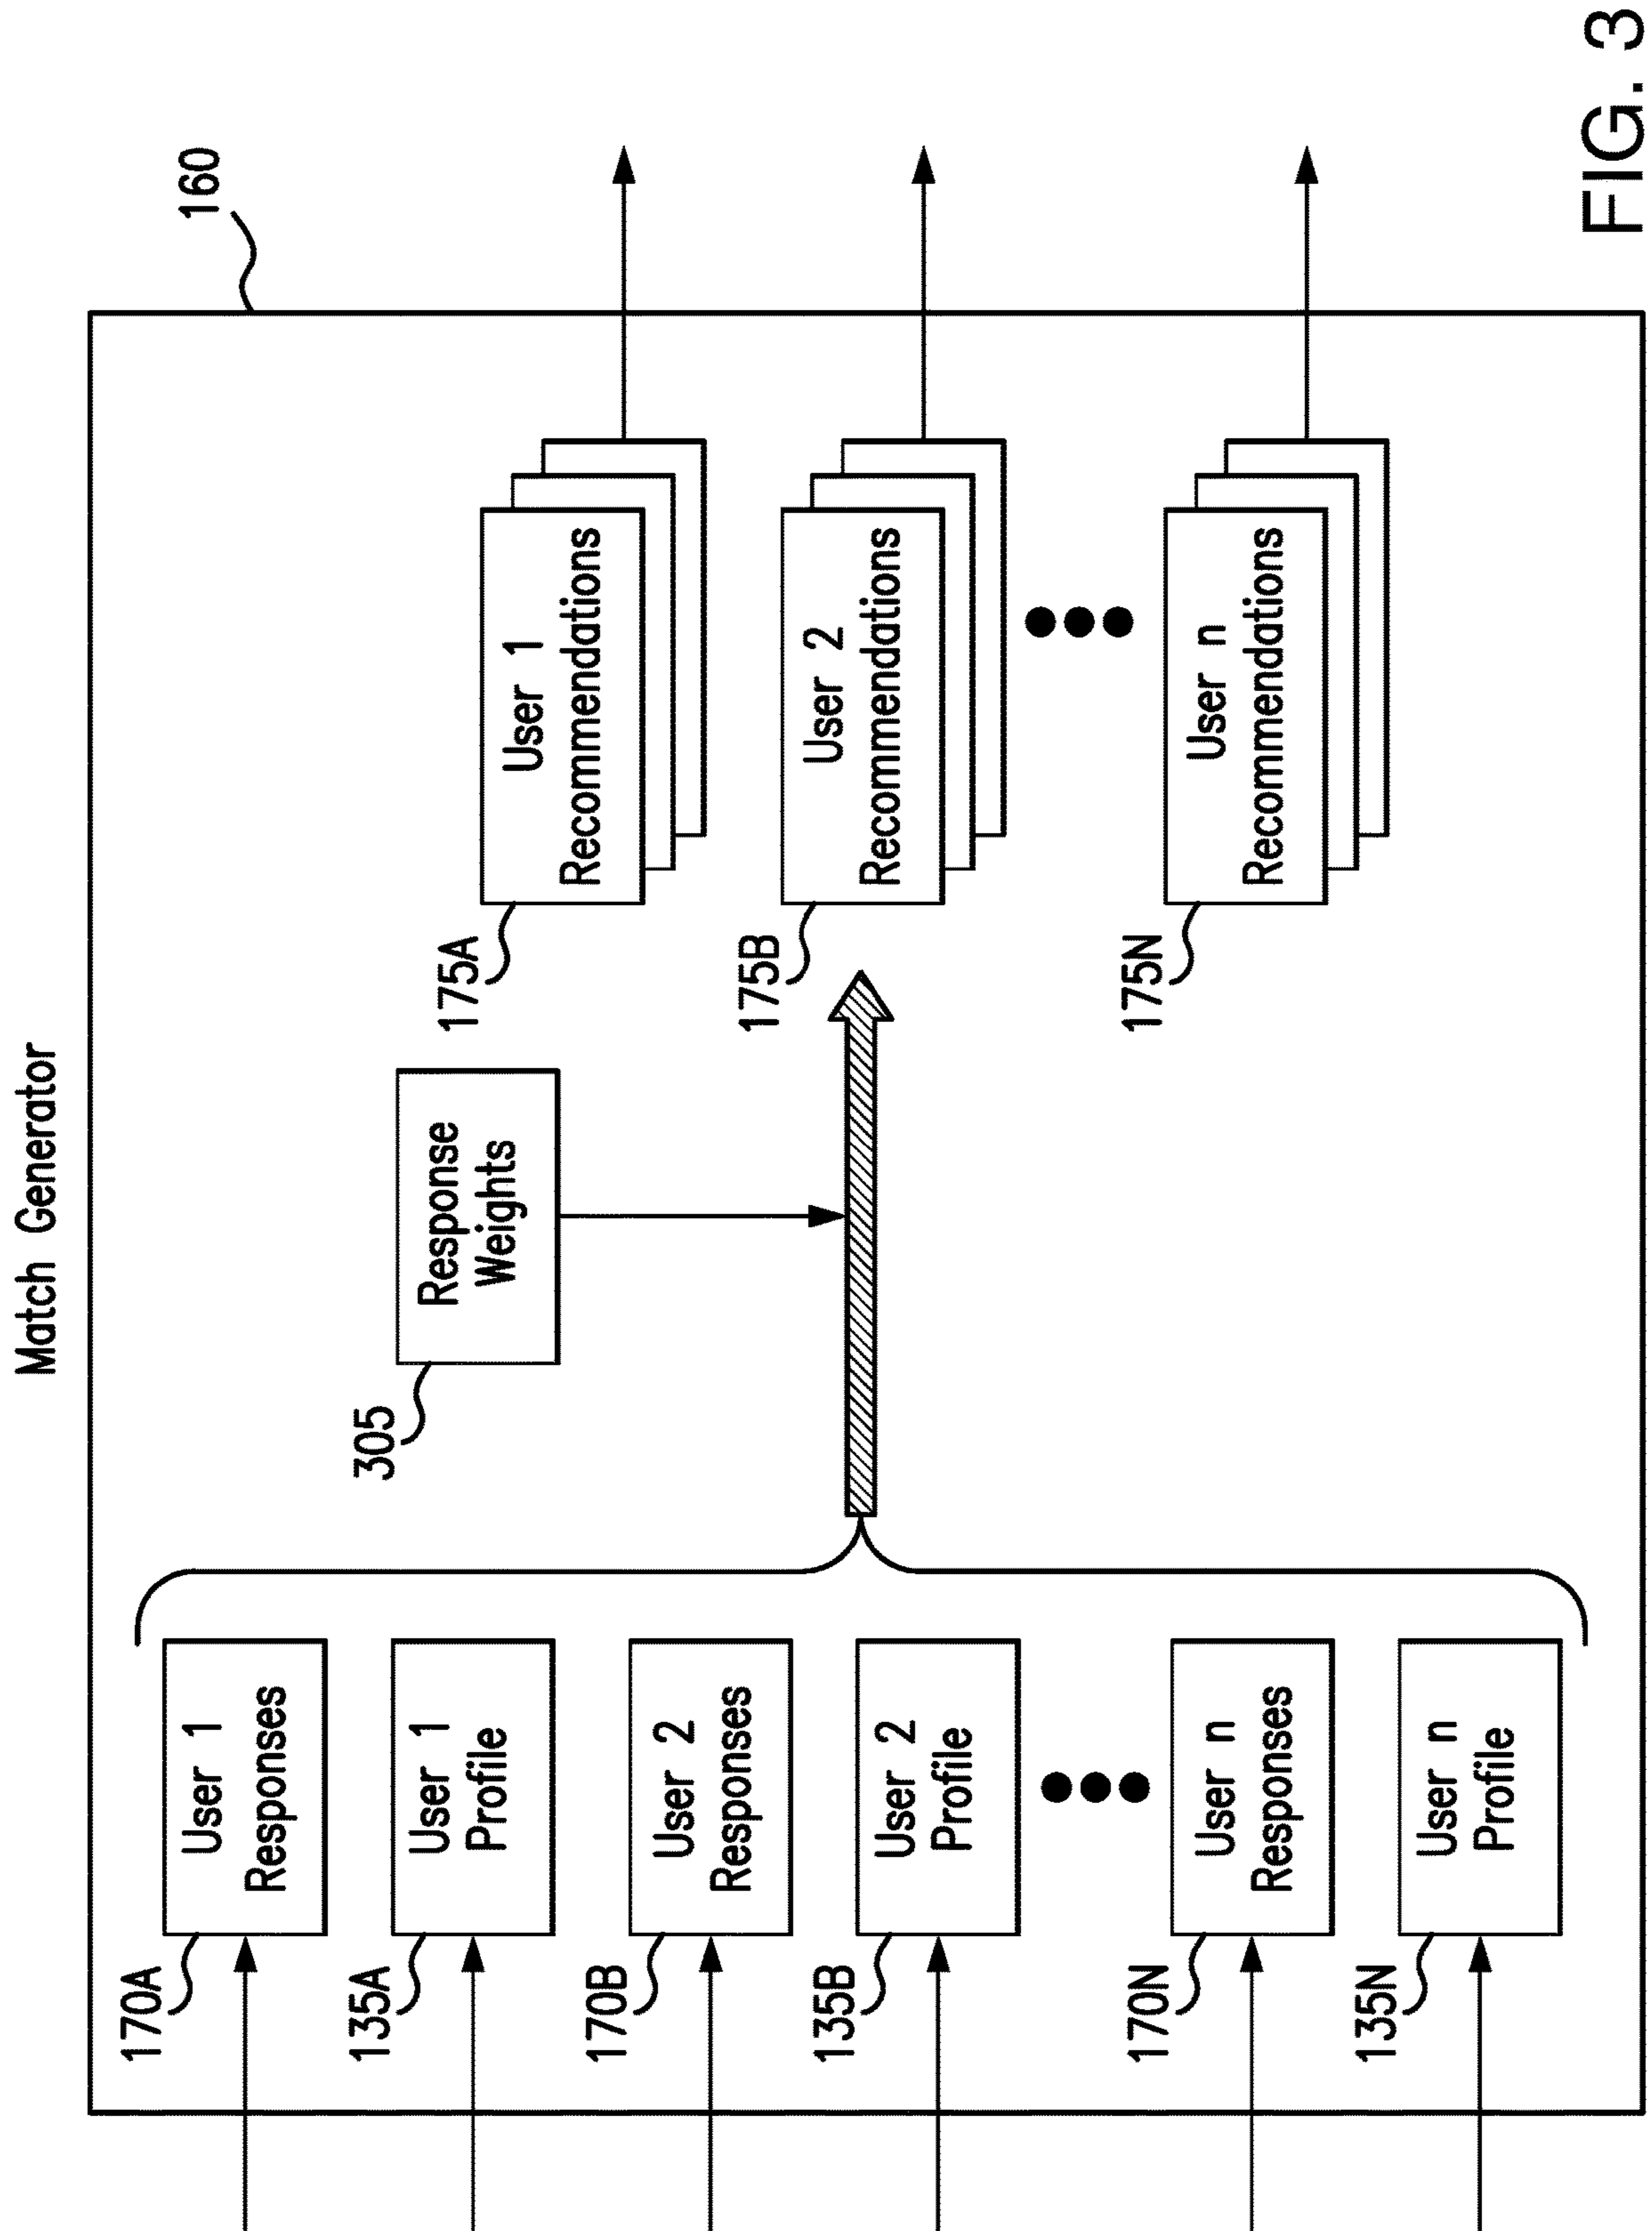 Match Generator
160
170A
User 1
Responses
135A
User 1
Profile
170B
User 2
Responses
135B
User 2
Profile
170N
User n
Responses
135N
User n
Profile
305
Response
Weights
175A
User 1
Recommendations
175B
User 2
Recommendations
175N
User n
Recommendations
FIG. 3